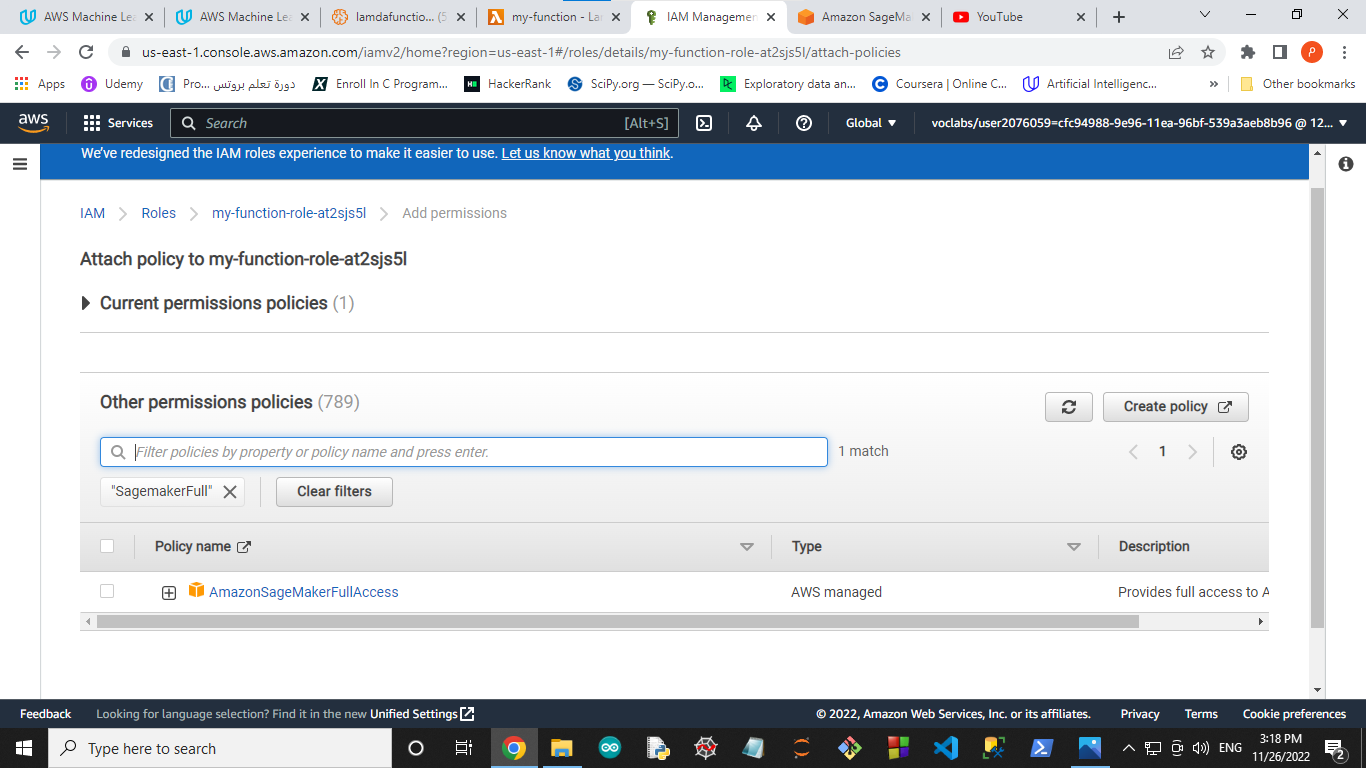 AWS Machine Lea
AWS Machine Lea
lamdafunctio... (5
my-function - La
IAM Managemen
Amazon SageMa
YouTube
us-east-1.console.aws.amazon.com/iamv2/home?region=us-east-1#/roles/details/my-function-role-at2sjs5l/attach-policies
P
Apps
Udemy
Pro... دورة تعلم بروتس
Enroll In C Program...
HackerRank
SciPy.org — SciPy.o...
Exploratory data an...
Coursera | Online C...
Artificial Intelligenc...
»
Other bookmarks
aws
Services
Search
[Alt+S]
Global
voclabs/user2076059=cfc94988-9e96-11ea-96bf-539a3aeb8b96 @ 12...
We've redesigned the IAM roles experience to make it easier to use. Let us know what you think.
IAM
Roles
my-function-role-at2sjs5l
Add permissions
Attach policy to my-function-role-at2sjs5l
Current permissions policies (1)
Other permissions policies (789)
Create policy
Filter policies by property or policy name and press enter.
1 match
1
"SagemakerFull"
Clear filters
Policy name
Type
Description
AmazonSageMakerFullAccess
AWS managed
Provides full access to A
Feedback
Looking for language selection? Find it in the new Unified Settings
© 2022, Amazon Web Services, Inc. or its affiliates.
Privacy
Terms
Cookie preferences
Type here to search
ENG
3:18 PM
11/26/2022
2